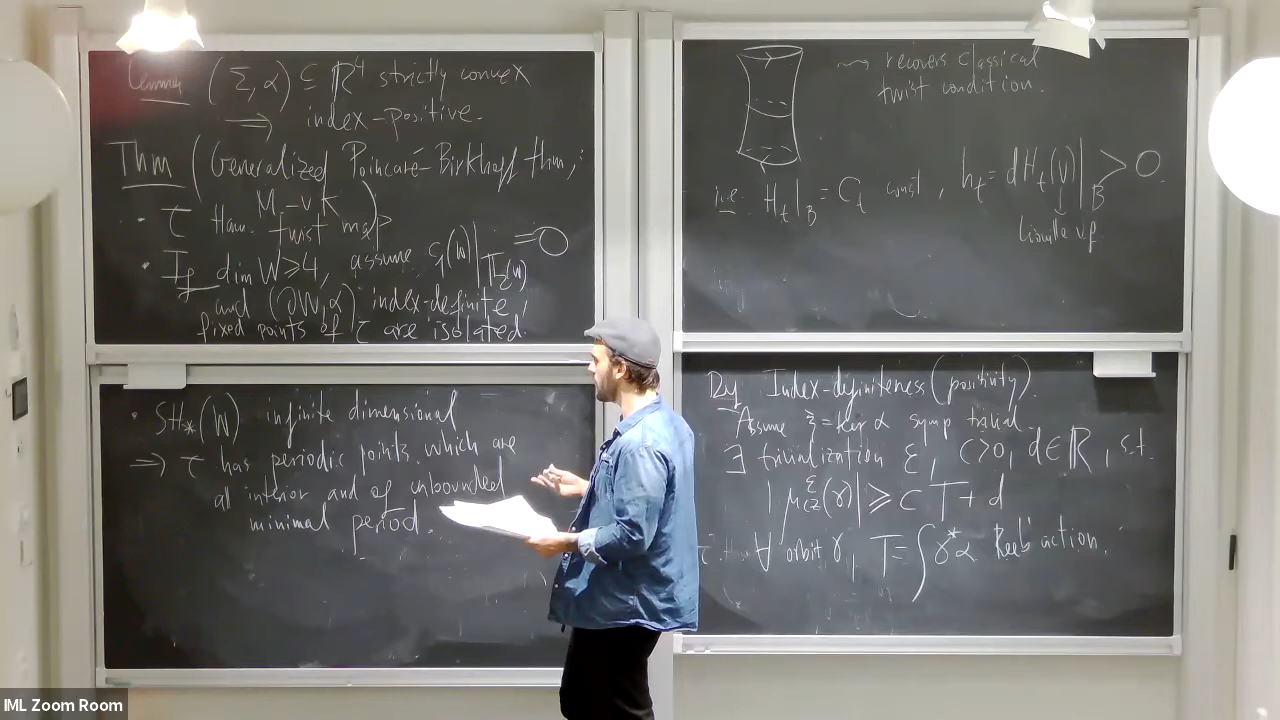 Lemma (Σ,α) ⊆ ℝ⁴ strictly convex
⟹ index-positive.
Thm (Generalized Poincaré-Birkhoff thm,
M.-v K)
· τ Ham. twist map
· If dim W ⩾ 4, assume c₁(W)|π₂(W) = 0
and (∂W, α) index-definite,
fixed points of τ are isolated.
· SH_*(W) infinite dimensional
⟹ τ has periodic points which are
all interior and of unbounded
minimal period.
⇝ recovers classical
twist condition.
i.e. H_t|_B = C_t const, h_t = dH_t(V)|_B > 0
Liouville v.f.
Df Index-definiteness (positivity).
Assume ξ = ker α symp trivial.
∃ trivialization ε, c>0, d∈ℝ, s.t.
|μ_CZ^ε(γ)| ⩾ c T + d
∀ orbit γ, T = ∫γ*α Reeb action.
IML Zoom Room